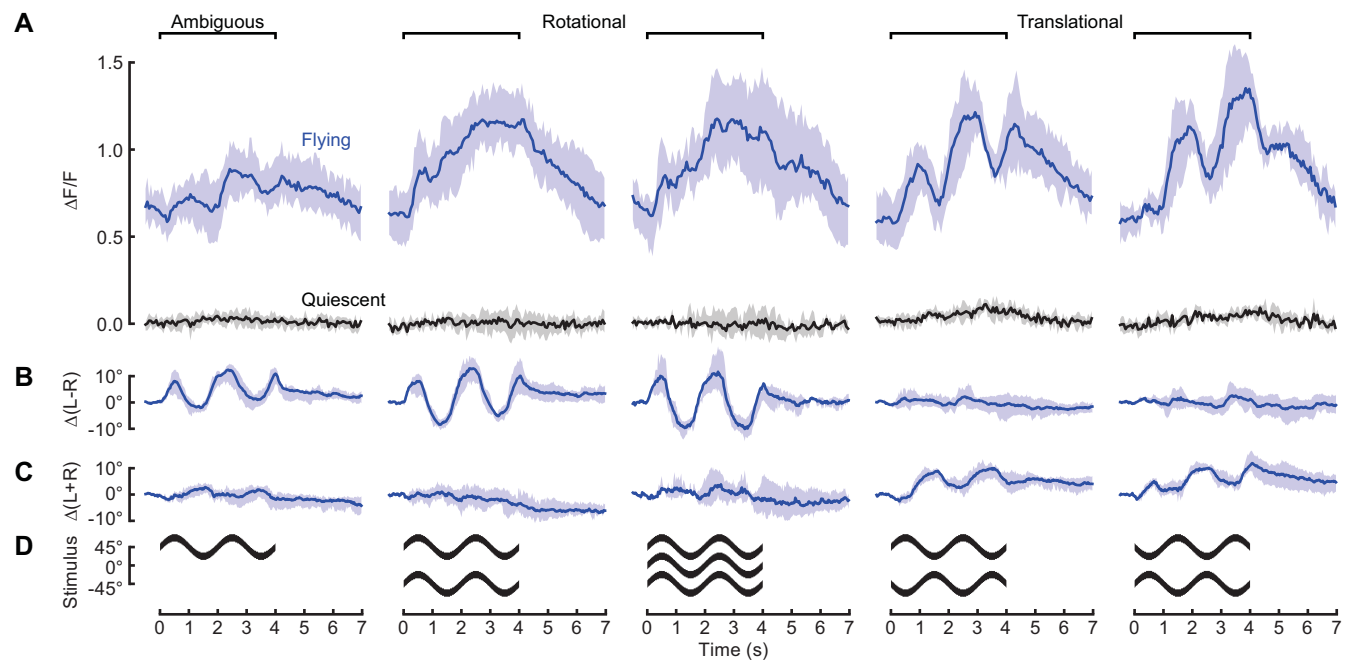 A
Ambiguous
Rotational
Translational
ΔF/F
1.5
1.0
0.5
0.0
Flying
Quiescent
B
Δ(L-R)
10°
0°
-10°
C
Δ(L+R)
10°
0°
-10°
D
Stimulus
45°
0°
-45°
0 1 2 3 4 5 6 7 0 1 2 3 4 5 6 7 0 1 2 3 4 5 6 7 0 1 2 3 4 5 6 7 0 1 2 3 4 5 6 7
Time (s)